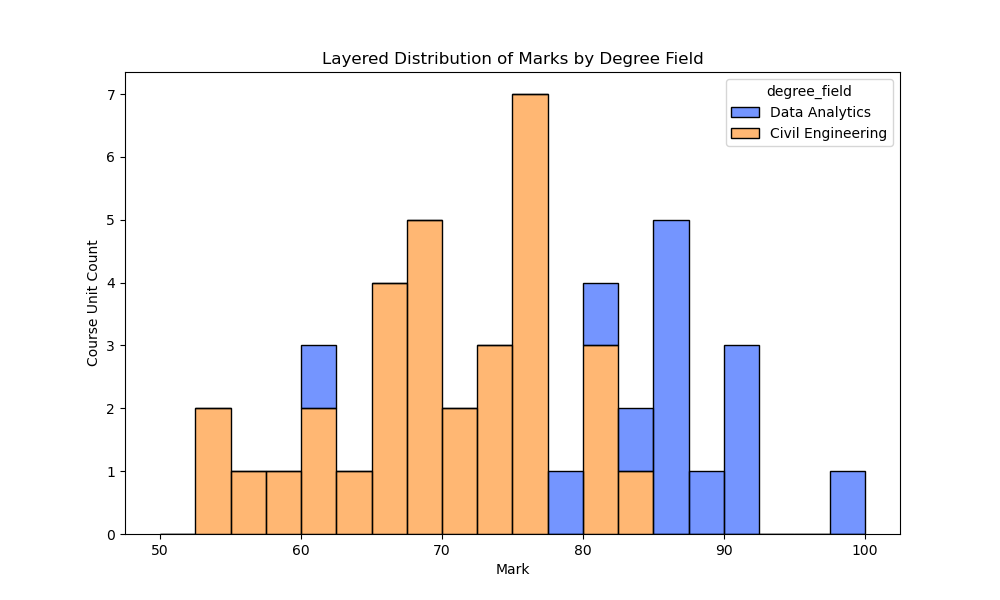 Layered Distribution of Marks by Degree Field
degree_field
Data Analytics
Civil Engineering
Course Unit Count
7
6
5
4
3
2
1
0
50 60 70 80 90 100
Mark